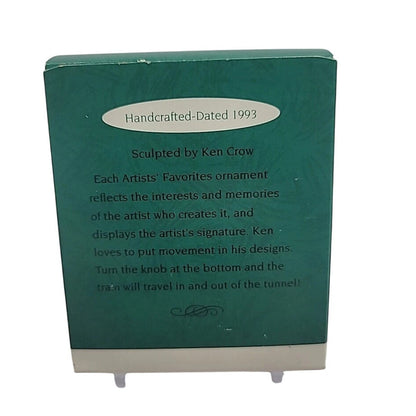 Handcrafted-Dated 1993
Sculpted by Ken Crow
Each Artists' Favorites ornament
reflects the interests and memories
of the artist who creates it, and
displays the artist's signature. Ken
loves to put movement in his designs.
Turn the knob at the bottom and the
train will travel in and out of the tunnel!